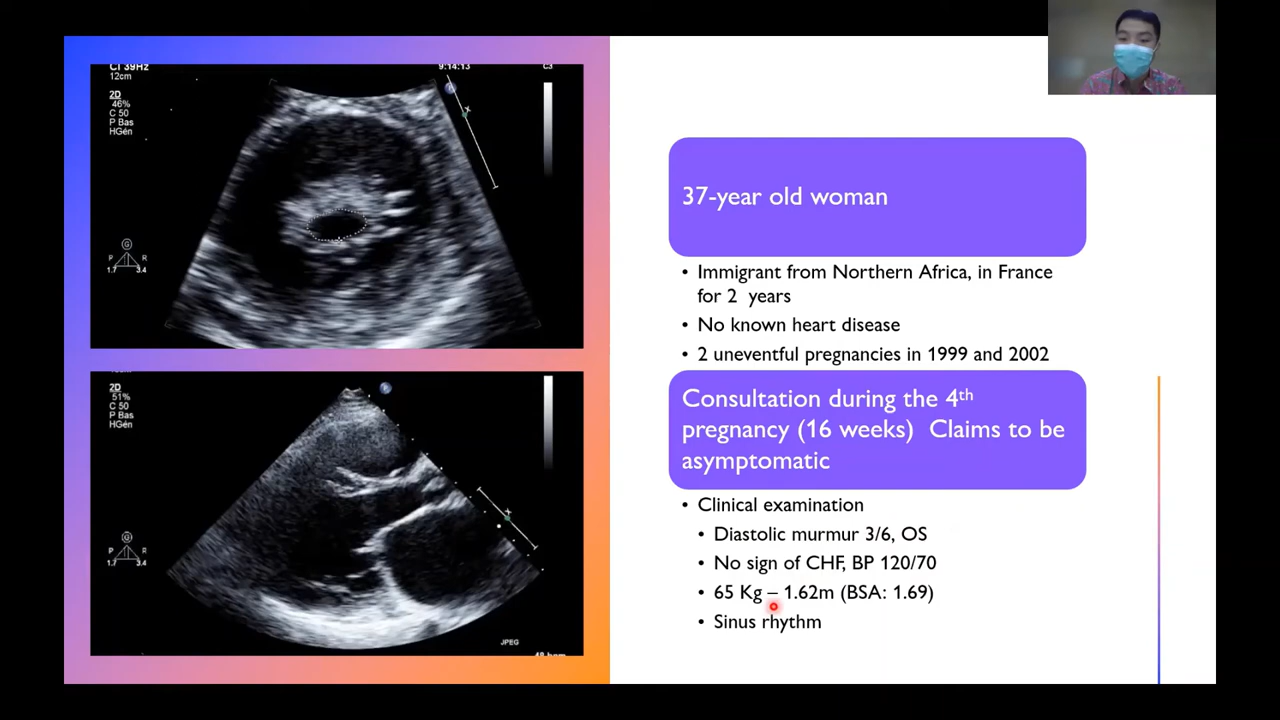 CI 39Hz
12cm
2D
46%
C 50
P Bas
HGén
9:14:13
C3
G
P R
1.7 3.4
2D
51%
C 50
P Bas
HGén
G
P R
1.7 3.4
JPEG
48 bpm
37-year old woman
• Immigrant from Northern Africa, in France
for 2 years
• No known heart disease
• 2 uneventful pregnancies in 1999 and 2002
Consultation during the 4th
pregnancy (16 weeks) Claims to be
asymptomatic
• Clinical examination
• Diastolic murmur 3/6, OS
• No sign of CHF, BP 120/70
• 65 Kg – 1.62m (BSA: 1.69)
• Sinus rhythm